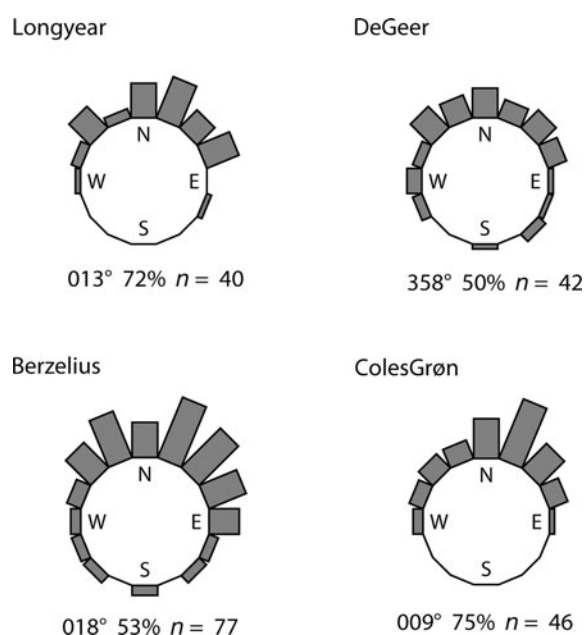 Longyear
DeGeer
N
W E
S
013° 72% n = 40
N
W E
S
358° 50% n = 42
Berzelius
ColesGrøn
N
W E
S
018° 53% n = 77
N
W E
S
009° 75% n = 46